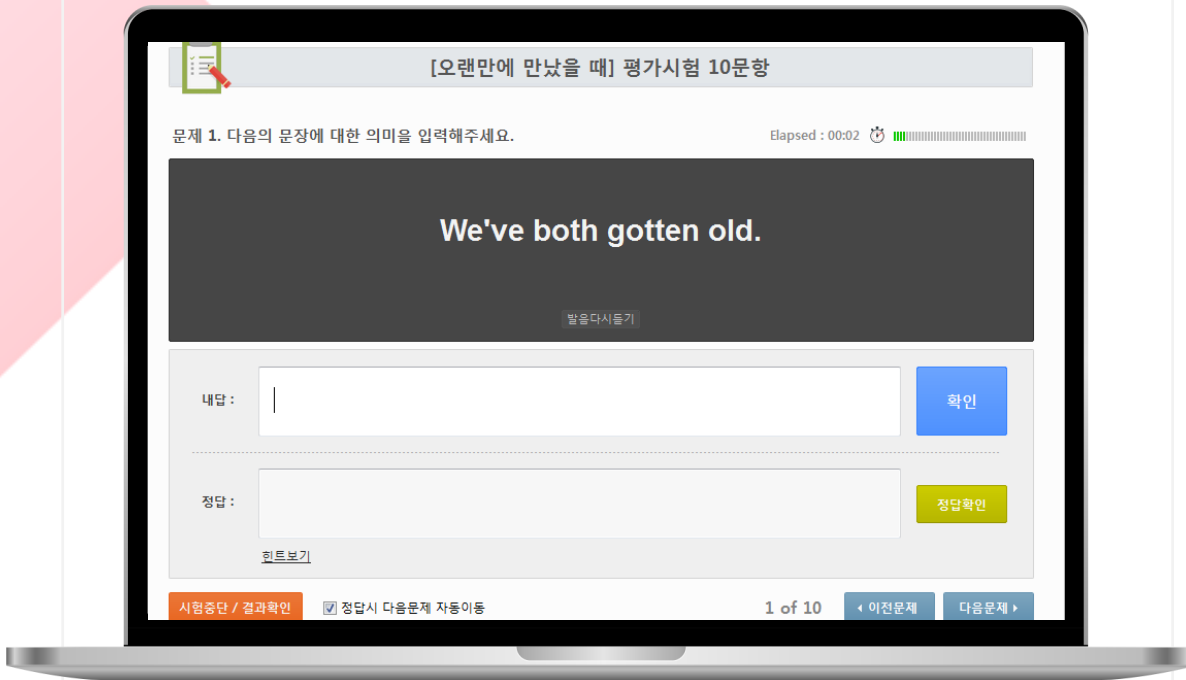 [오랜만에 만났을 때] 평가시험 10문항
문제 1. 다음의 문장에 대한 의미을 입력해주세요.
Elapsed : 00:02
We've both gotten old.
발음다시듣기
내답 :
확인
정답 :
정답확인
힌트보기
시험중단 / 결과확인
정답시 다음문제 자동이동
1 of 10
이전문제
다음문제